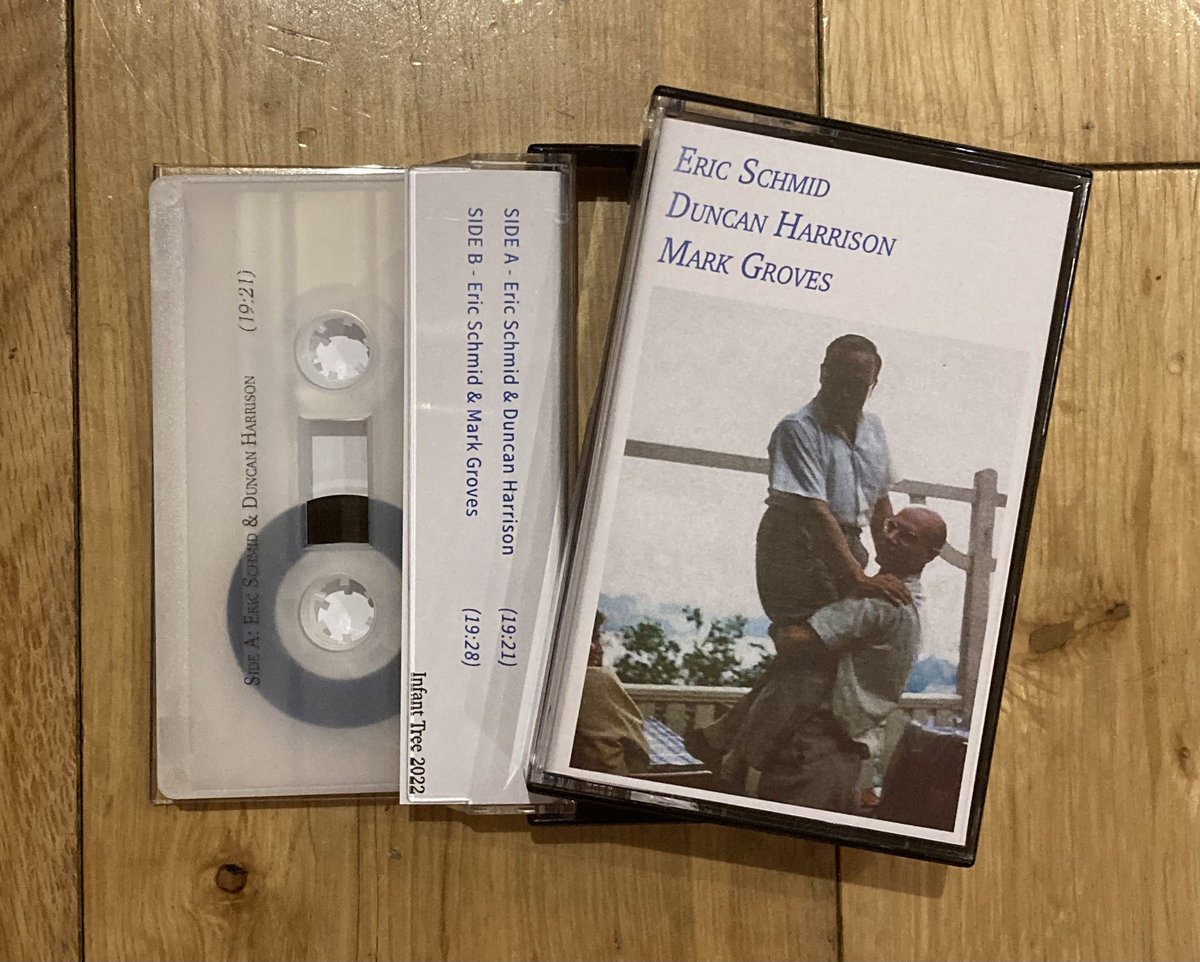 ERIC SCHMID
DUNCAN HARRISON
MARK GROVES
SIDE A - Eric Schmid & Duncan Harrison (19:21)
SIDE B - Eric Schmid & Mark Groves (19:28)
Infant Tree 2022
SIDE A: ERIC SCHMID & DUNCAN HARRISON (19:21)